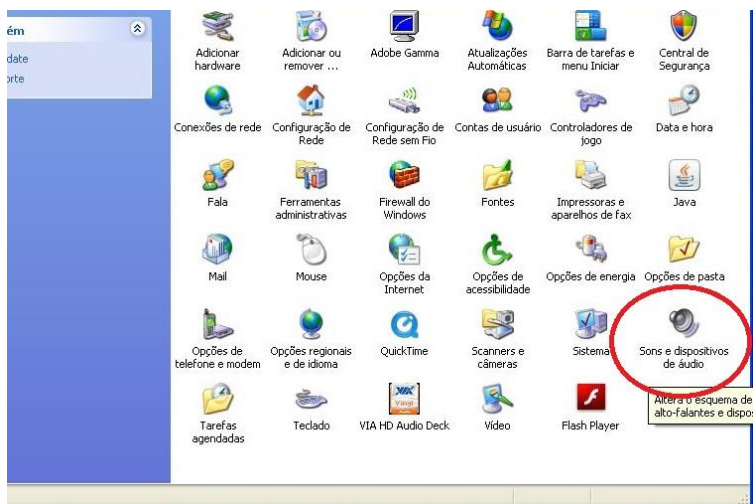 ém
date
orte
Adicionar
hardware
Adicionar ou
remover ...
Adobe Gamma
Atualizações
Automáticas
Barra de tarefas e
menu Iniciar
Central de
Segurança
Conexões de rede
Configuração de
Rede
Configuração de
Rede sem Fio
Contas de usuário
Controladores de
jogo
Data e hora
Fala
Ferramentas
administrativas
Firewall do
Windows
Fontes
Impressoras e
aparelhos de fax
Java
Mail
Mouse
Opções da
Internet
Opções de
acessibilidade
Opções de energia
Opções de pasta
Opções de
telefone e modem
Opções regionais
e de idioma
QuickTime
Scanners e
câmeras
Sistema
Sons e dispositivos
de áudio
Tarefas
agendadas
Teclado
VIA HD Audio Deck
Vídeo
Flash Player
Altera o esquema de
alto-falantes e dispos